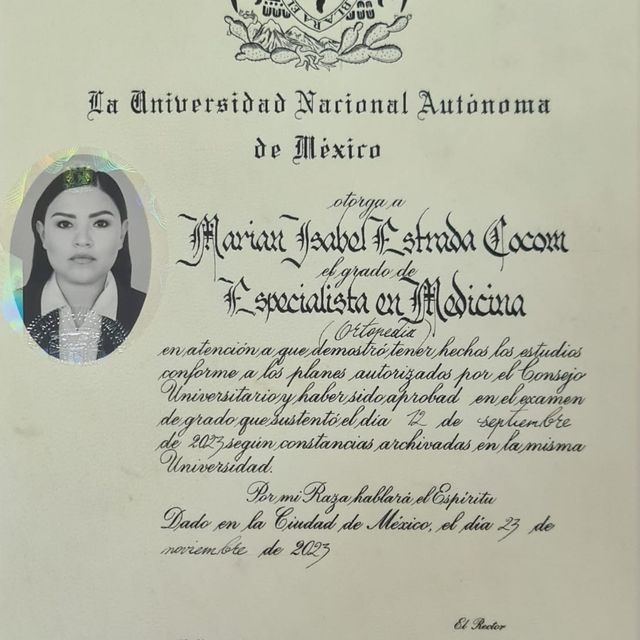 La Universidad Nacional Autónoma
de México
otorga a
Marian Isabel Estrada Cocom
el grado de
Especialista en Medicina
(Ortopedia)
en atención a que demostró tener hechos los estudios
conforme a los planes autorizados por el Consejo
Universitario y haber sido aprobad en el examen
de grado que sustentó el día 12 de septiembre
de 2023 según constancias archivadas en la misma
Universidad.
Por mi Raza hablará el Espíritu
Dado en la Ciudad de México, el día 23 de
noviembre de 2023
El Rector